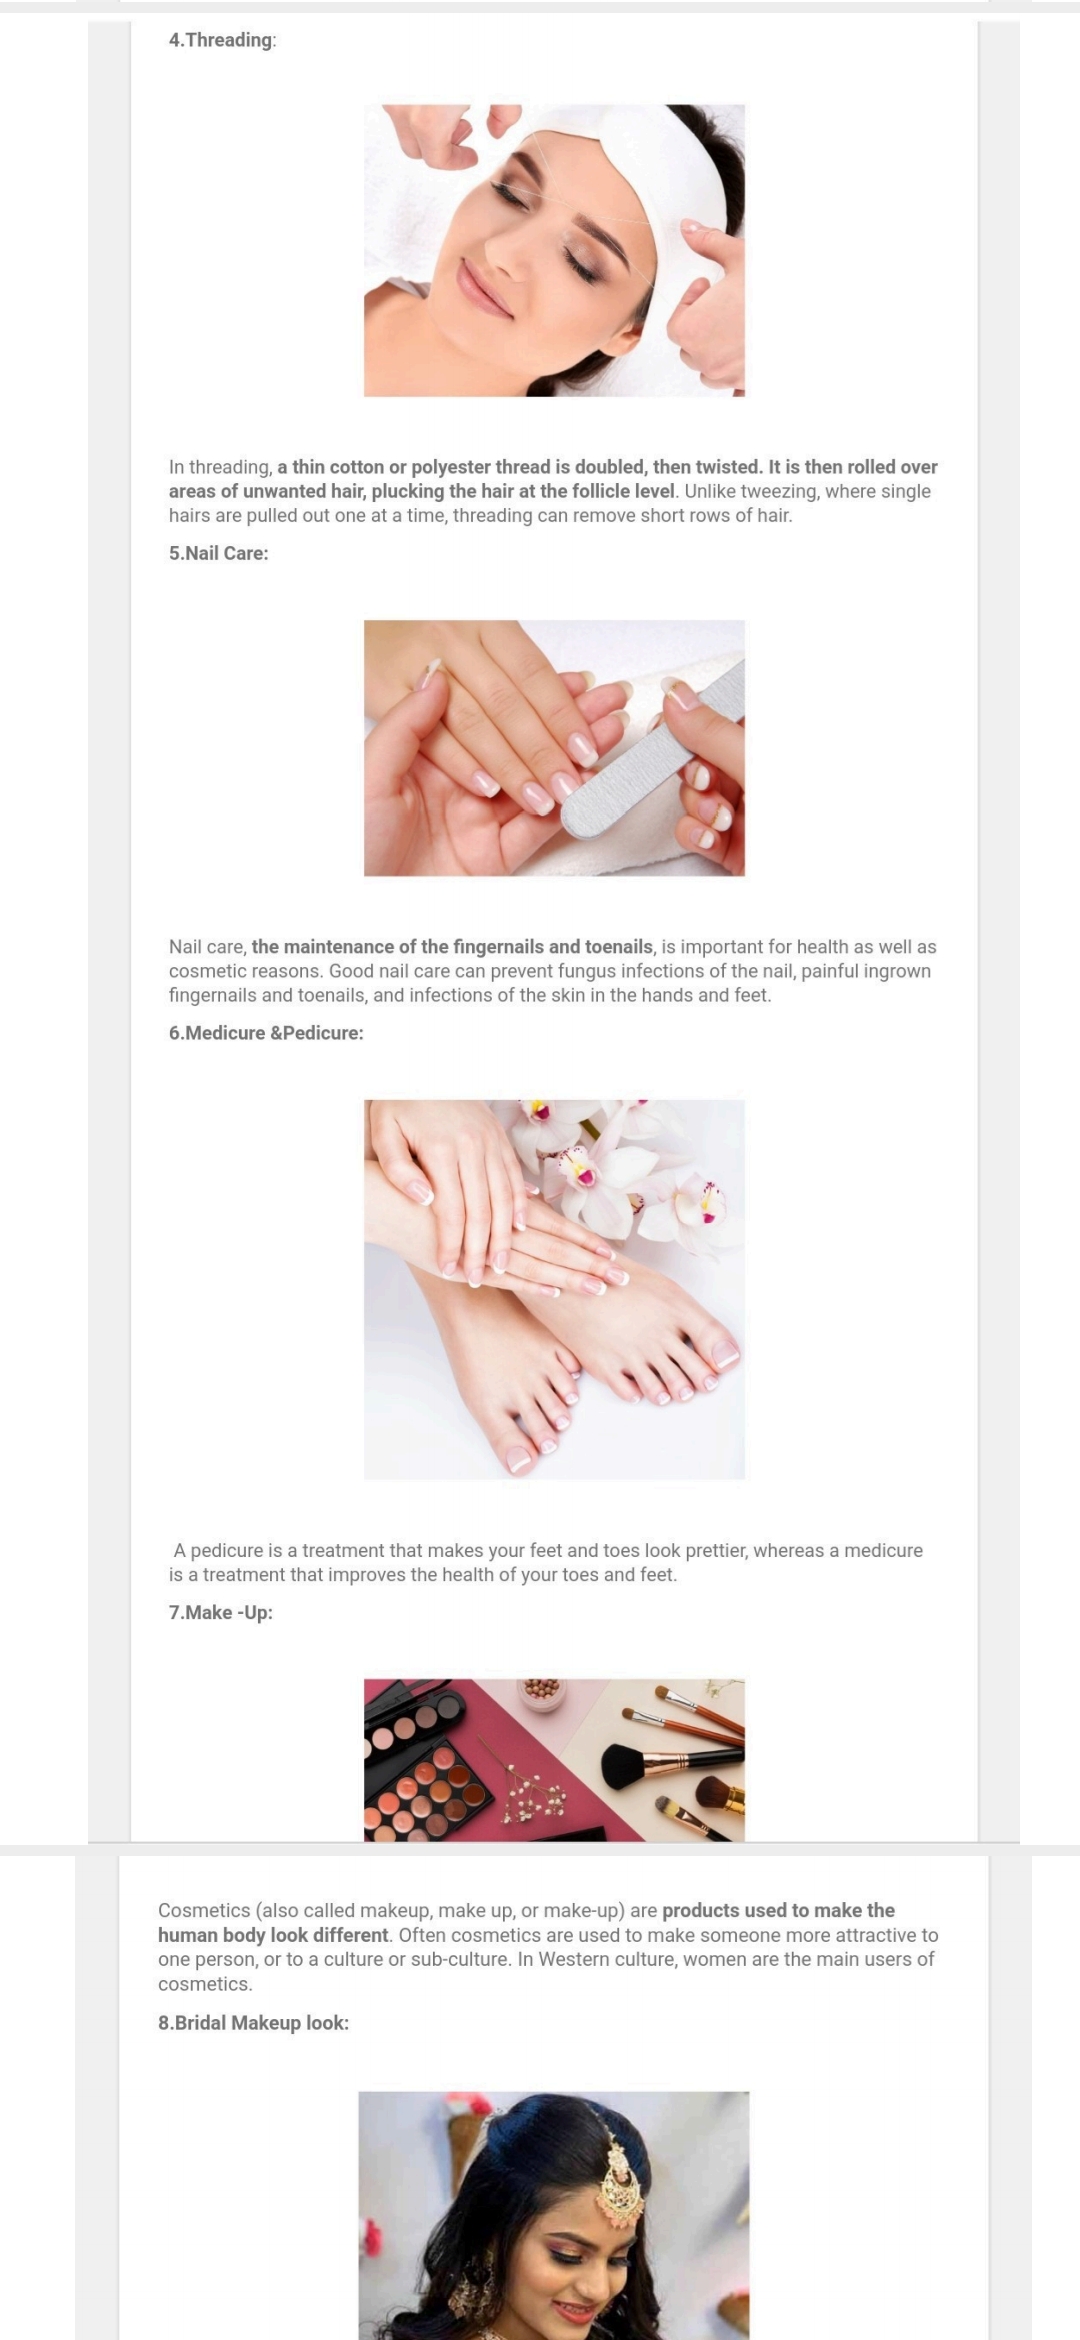 4.Threading:
In threading, a thin cotton or polyester thread is doubled, then twisted. It is then rolled over
areas of unwanted hair, plucking the hair at the follicle level. Unlike tweezing, where single
hairs are pulled out one at a time, threading can remove short rows of hair.
5.Nail Care:
Nail care, the maintenance of the fingernails and toenails, is important for health as well as
cosmetic reasons. Good nail care can prevent fungus infections of the nail, painful ingrown
fingernails and toenails, and infections of the skin in the hands and feet.
6.Medicure &Pedicure:
A pedicure is a treatment that makes your feet and toes look prettier, whereas a medicure
is a treatment that improves the health of your toes and feet.
7.Make -Up:
Cosmetics (also called makeup, make up, or make-up) are products used to make the
human body look different. Often cosmetics are used to make someone more attractive to
one person, or to a culture or sub-culture. In Western culture, women are the main users of
cosmetics.
8.Bridal Makeup look: